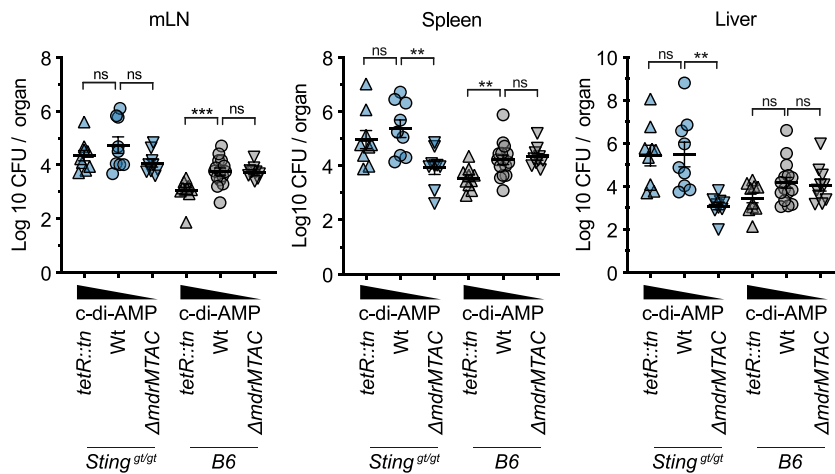 mLN
Log10 CFU / organ
8
6
4
2
0
ns
ns
***
ns
c-di-AMP
c-di-AMP
tetR::tn
Wt
ΔmdrMTAC
tetR::tn
Wt
ΔmdrMTAC
Sting gt/gt
B6
Spleen
Log10 CFU / organ
8
6
4
2
0
ns
**
**
ns
c-di-AMP
c-di-AMP
tetR::tn
Wt
ΔmdrMTAC
tetR::tn
Wt
ΔmdrMTAC
Sting gt/gt
B6
Liver
Log10 CFU / organ
10
8
6
4
2
0
ns
**
ns
ns
c-di-AMP
c-di-AMP
tetR::tn
Wt
ΔmdrMTAC
tetR::tn
Wt
ΔmdrMTAC
Sting gt/gt
B6